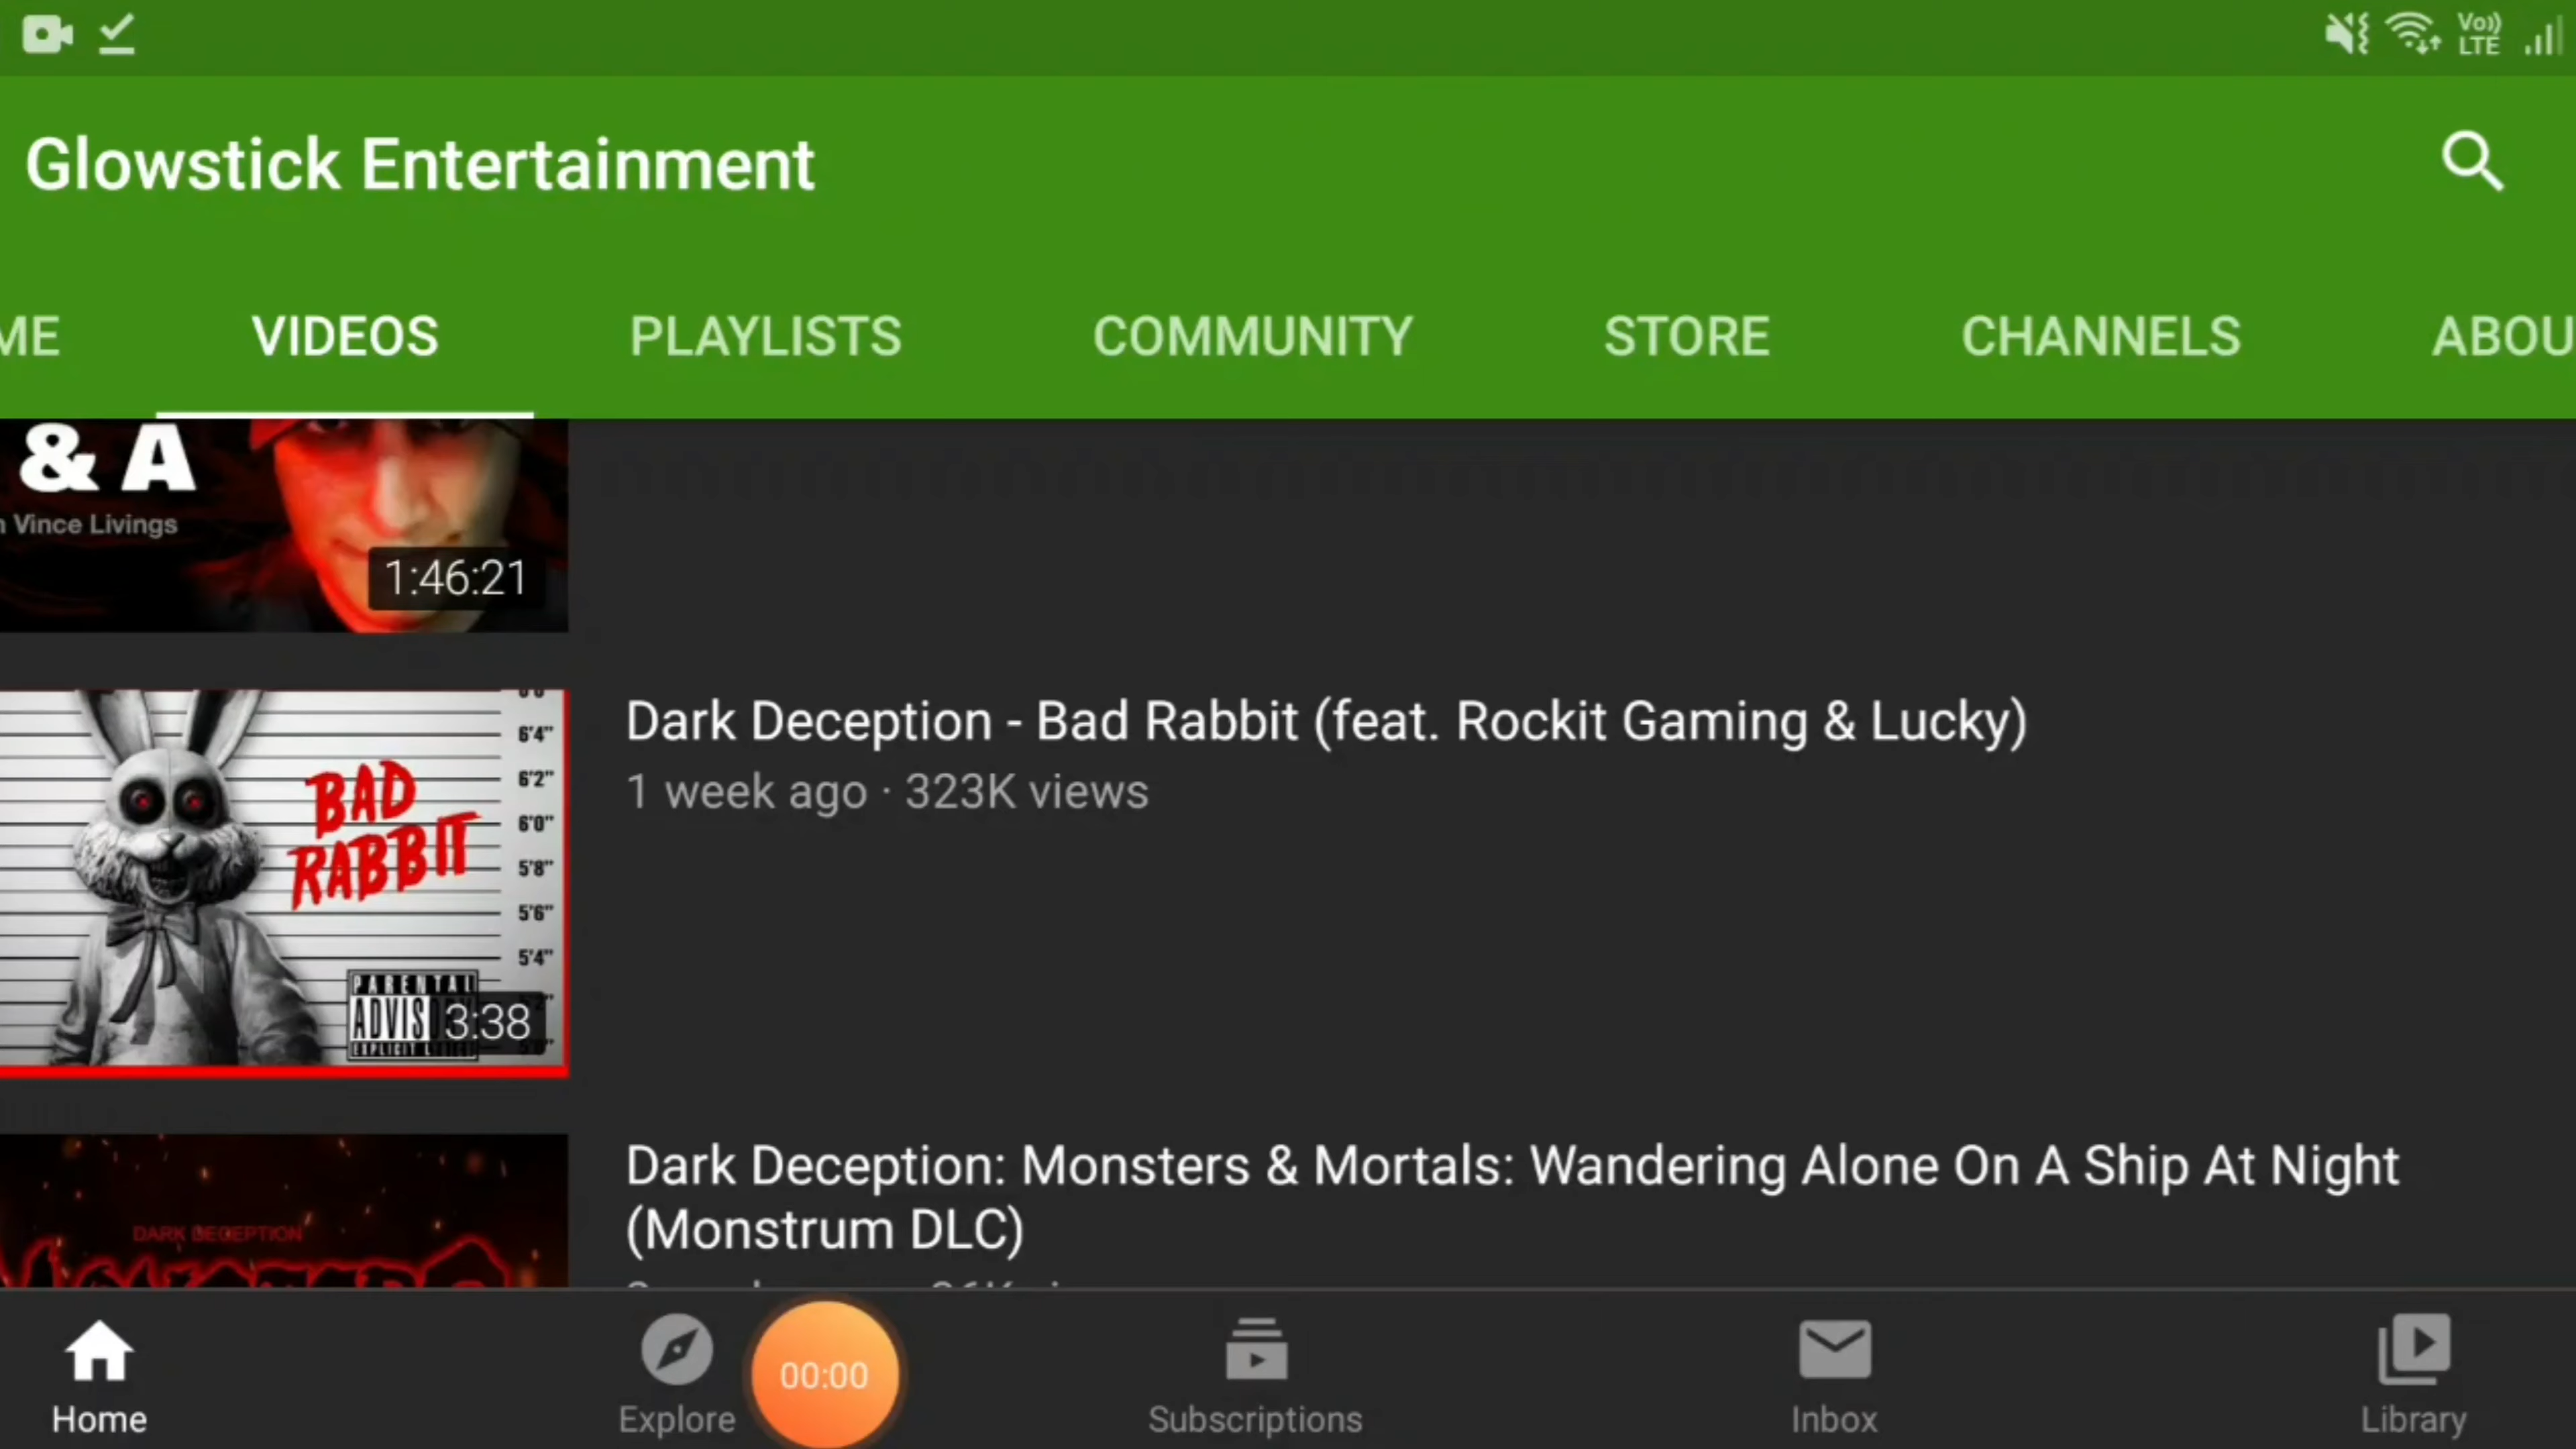 Vo)) LTE
Glowstick Entertainment
ME VIDEOS PLAYLISTS COMMUNITY STORE CHANNELS ABOU
& A
Vince Livings
1:46:21
6'4"
6'2"
6'0"
5'8"
5'6"
5'4"
BAD
RABBIT
PARENTAL
ADVIS
EXPLICIT
3:38
Dark Deception - Bad Rabbit (feat. Rockit Gaming & Lucky)
1 week ago · 323K views
DARK DECEPTION
Dark Deception: Monsters & Mortals: Wandering Alone On A Ship At Night
(Monstrum DLC)
Home
Explore
00:00
Subscriptions
Inbox
Library